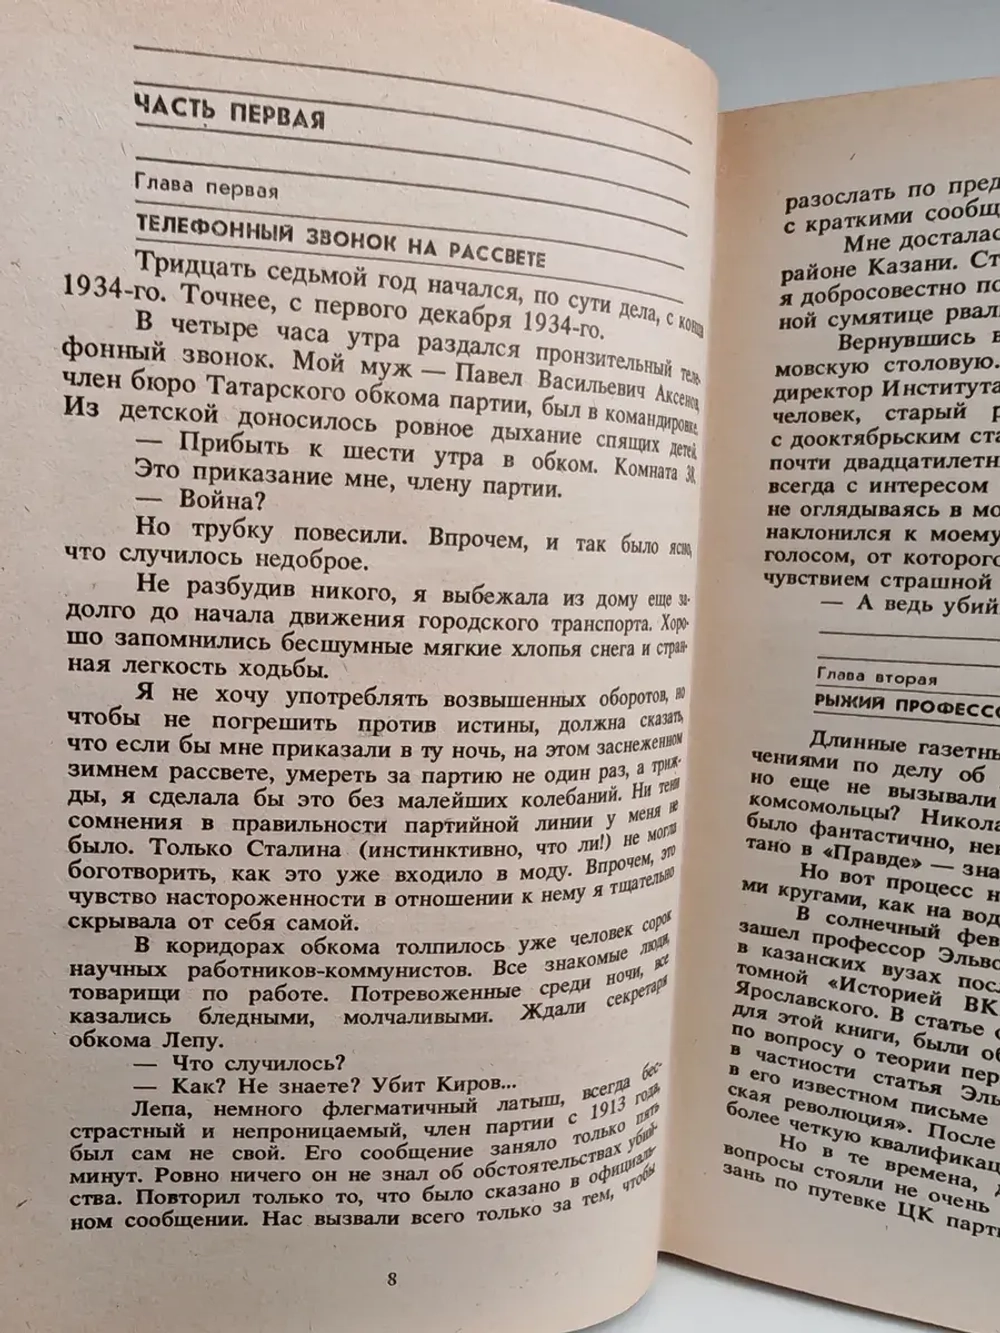 ЧАСТЬ ПЕРВАЯ
Глава первая
ТЕЛЕФОННЫЙ ЗВОНОК НА РАССВЕТЕ
Тридцать седьмой год начался, по сути дела, с конца
1934-го. Точнее, с первого декабря 1934-го.
В четыре часа утра раздался пронзительный теле-
фонный звонок. Мой муж — Павел Васильевич Аксенов,
член бюро Татарского обкома партии, был в командировке.
Из детской доносилось ровное дыхание спящих детей.
— Прибыть к шести утра в обком. Комната 38.
Это приказание мне, члену партии.
— Война?
Но трубку повесили. Впрочем, и так было ясно,
что случилось недоброе.
Не разбудив никого, я выбежала из дому еще за-
долго до начала движения городского транспорта. Хоро-
шо запомнились бесшумные мягкие хлопья снега и стран-
ная легкость ходьбы.
Я не хочу употреблять возвышенных оборотов, но
чтобы не погрешить против истины, должна сказать,
что если бы мне приказали в ту ночь, на этом заснеженном
зимнем рассвете, умереть за партию не один раз, а триж-
ды, я сделала бы это без малейших колебаний. Ни тени
сомнения в правильности партийной линии у меня не
было. Только Сталина (инстинктивно, что ли!) не могла
боготворить, как это уже входило в моду. Впрочем, это
чувство настороженности в отношении к нему я тщательно
скрывала от себя самой.
В коридорах обкома толпилось уже человек сорок
научных работников-коммунистов. Все знакомые люди,
товарищи по работе. Потревоженные среди ночи, все
казались бледными, молчаливыми. Ждали секретаря
обкома Лепу.
— Что случилось?
— Как? Не знаете? Убит Киров...
Лепа, немного флегматичный латыш, всегда бес-
страстный и непроницаемый, член партии с 1913 года,
был сам не свой. Его сообщение заняло только пять
минут. Ровно ничего он не знал об обстоятельствах убий-
ства. Повторил только то, что было сказано в официаль-
ном сообщении. Нас вызвали всего только за тем, чтобы
8
разослать по пред
с краткими сообщ
Мне досталас
районе Казани. Ст
я добросовестно по
ной сумятице рвал
Вернувшись в
мовскую столовую.
директор Института
человек, старый р
с дооктябрьским ста
почти двадцатилетн
всегда с интересом
не оглядываясь в мо
наклонился к моему
голосом, от которого
чувствием страшной
— А ведь убий
Глава вторая
РЫЖИЙ ПРОФЕССО
Длинные газетны
чениями по делу об
но еще не вызывали
комсомольцы? Никола
было фантастично, нев
тано в «Правде» — зна
Но вот процесс н
ми кругами, как на вод
В солнечный фев
зашел профессор Эльво
в казанских вузах посл
томной «Историей ВК
Ярославского. В статье о
для этой книги, были об
по вопросу о теории пер
в частности статья Эль
в его известном письме
ская революция». После
более четкую квалификац
Но в те времена, д
вопросы стояли не очень
зань по путевке ЦК парт